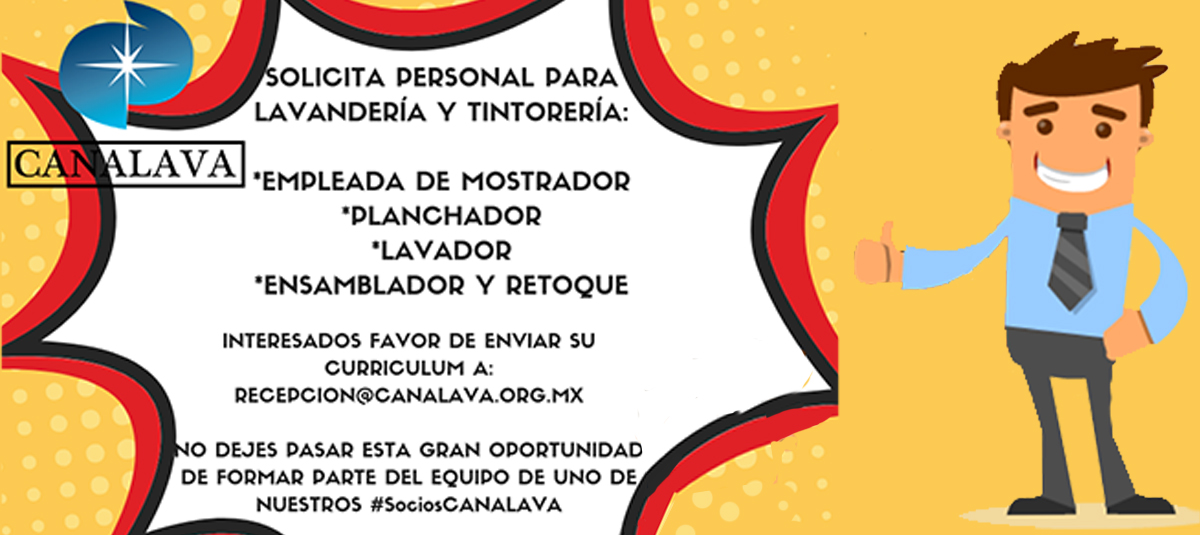 CANALAVA
SOLICITA PERSONAL PARA
LAVANDERÍA Y TINTORERÍA:
*EMPLEADA DE MOSTRADOR
*PLANCHADOR
*LAVADOR
*ENSAMBLADOR Y RETOQUE
INTERESADOS FAVOR DE ENVIAR SU
CURRICULUM A:
RECEPCION@CANALAVA.ORG.MX
NO DEJES PASAR ESTA GRAN OPORTUNIDAD
DE FORMAR PARTE DEL EQUIPO DE UNO DE
NUESTROS #SociosCANALAVA